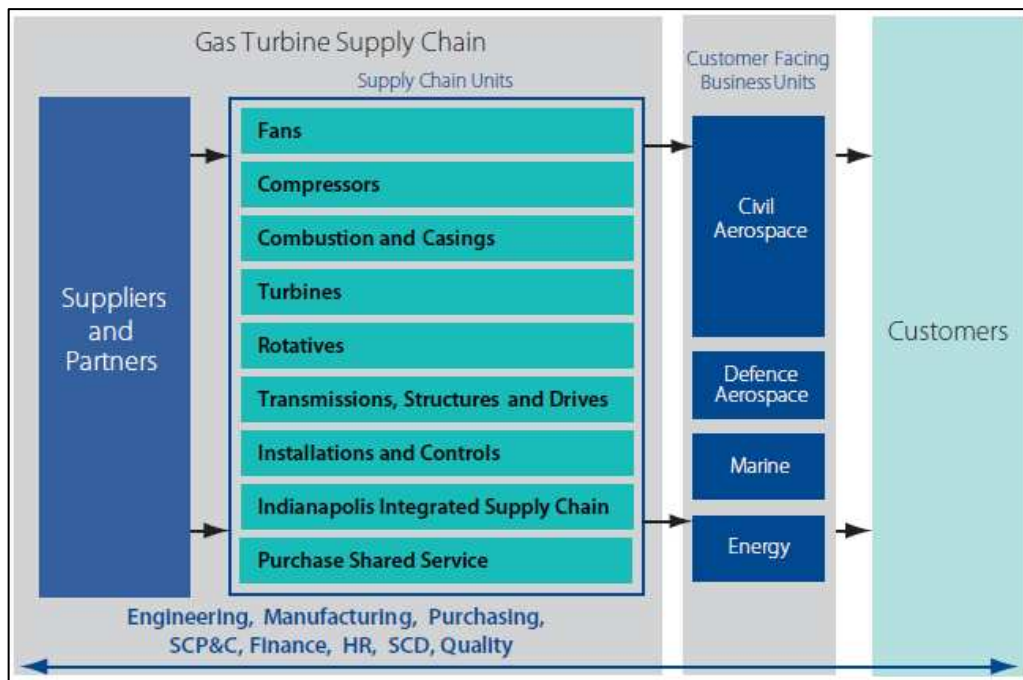 Gas Turbine Supply Chain
Supply Chain Units
Customer Facing
Business Units
Suppliers
and
Partners
Fans
Compressors
Combustion and Casings
Turbines
Rotatives
Transmissions, Structures and Drives
Installations and Controls
Indianapolis Integrated Supply Chain
Purchase Shared Service
Civil
Aerospace
Defence
Aerospace
Marine
Energy
Customers
Engineering, Manufacturing, Purchasing,
SCP&C, Finance, HR, SCD, Quality